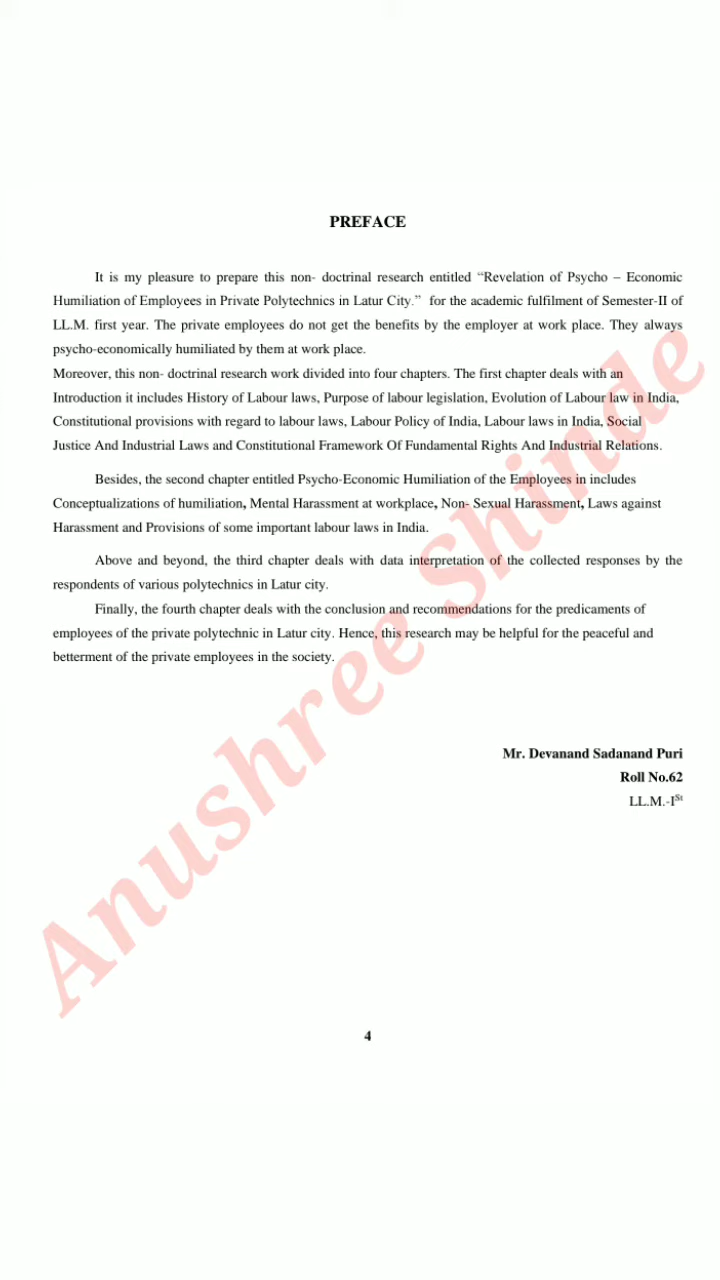 PREFACE
It is my pleasure to prepare this non- doctrinal research entitled “Revelation of Psycho – Economic
Humiliation of Employees in Private Polytechnics in Latur City.” for the academic fulfilment of Semester-II of
LL.M. first year. The private employees do not get the benefits by the employer at work place. They always
psycho-economically humiliated by them at work place.
Moreover, this non- doctrinal research work divided into four chapters. The first chapter deals with an
Introduction it includes History of Labour laws, Purpose of labour legislation, Evolution of Labour law in India,
Constitutional provisions with regard to labour laws, Labour Policy of India, Labour laws in India, Social
Justice And Industrial Laws and Constitutional Framework Of Fundamental Rights And Industrial Relations.
Besides, the second chapter entitled Psycho-Economic Humiliation of the Employees in includes
Conceptualizations of humiliation, Mental Harassment at workplace, Non- Sexual Harassment, Laws against
Harassment and Provisions of some important labour laws in India.
Above and beyond, the third chapter deals with data interpretation of the collected responses by the
respondents of various polytechnics in Latur city.
Finally, the fourth chapter deals with the conclusion and recommendations for the predicaments of
employees of the private polytechnic in Latur city. Hence, this research may be helpful for the peaceful and
betterment of the private employees in the society.
Mr. Devanand Sadanand Puri
Roll No.62
LL.M.-ISt
4
Anushree Shinde